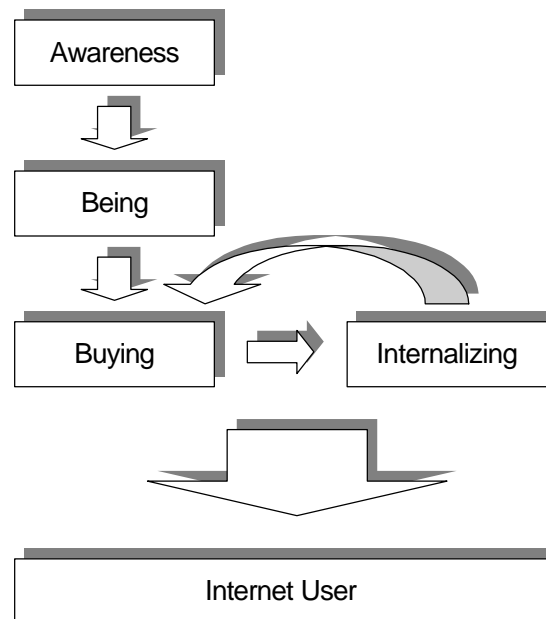 Awareness
Being
Buying
Internalizing
Internet User